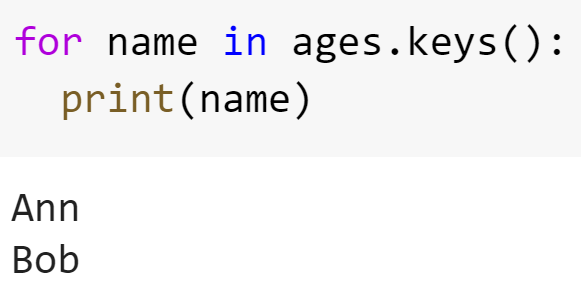 for name in ages.keys():
  print(name)
Ann
Bob